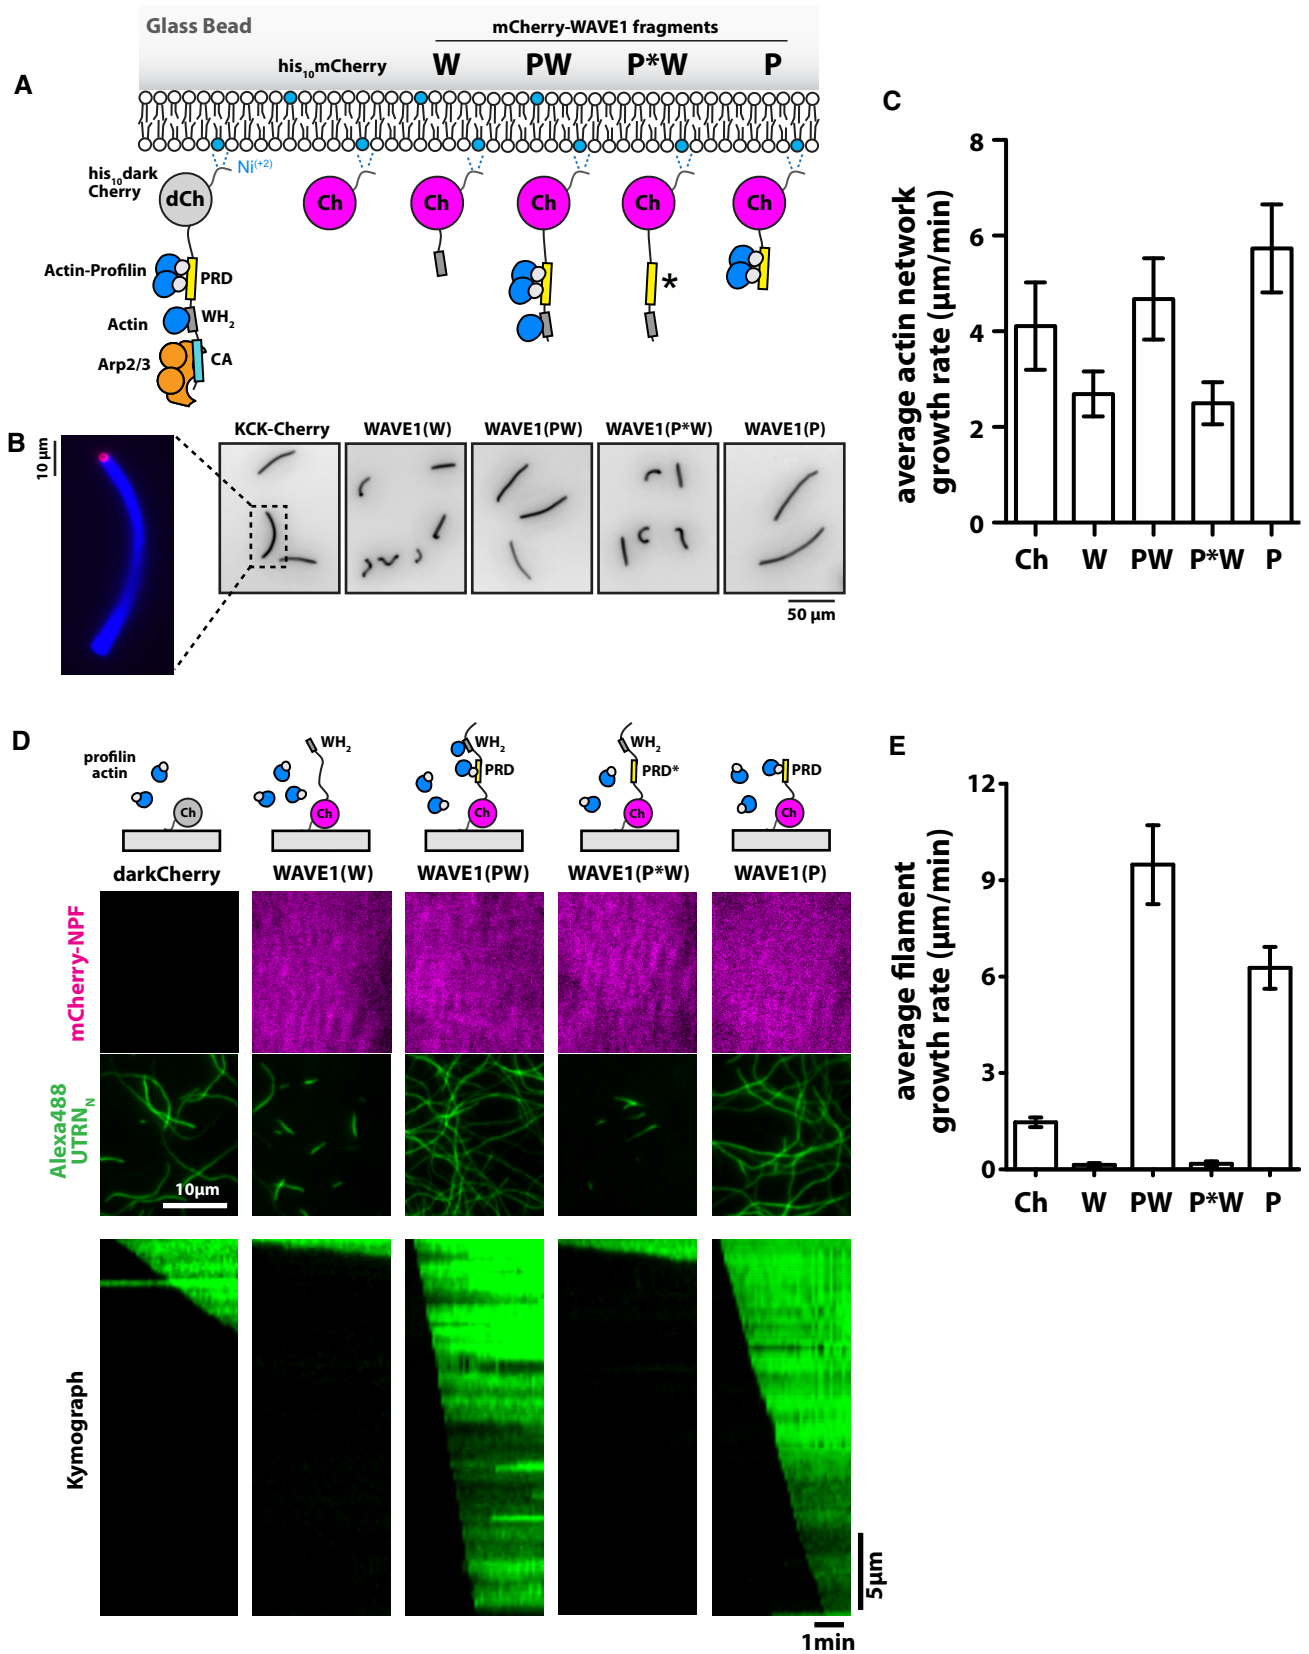 A
Glass Bead
mCherry-WAVE1 fragments
his10mCherry
W PW P*W P
Ni(+2)
his10dark
Cherry
dCh Ch Ch Ch Ch Ch
Actin-Profilin
PRD
*
Actin
WH2
Arp2/3
CA
B
10 µm
KCK-Cherry WAVE1(W) WAVE1(PW) WAVE1(P*W) WAVE1(P)
50 µm
C
average actin network
growth rate (µm/min)
8
6
4
2
0
Ch W PW P*W P
D
profilin
actin
WH2 WH2 WH2
PRD PRD* PRD
Ch Ch Ch Ch Ch
darkCherry WAVE1(W) WAVE1(PW) WAVE1(P*W) WAVE1(P)
mCherry-NPF
Alexa488
UTRNN
10µm
Kymograph
5µm
1min
E
average filament
growth rate (µm/min)
12
9
6
3
0
Ch W PW P*W P